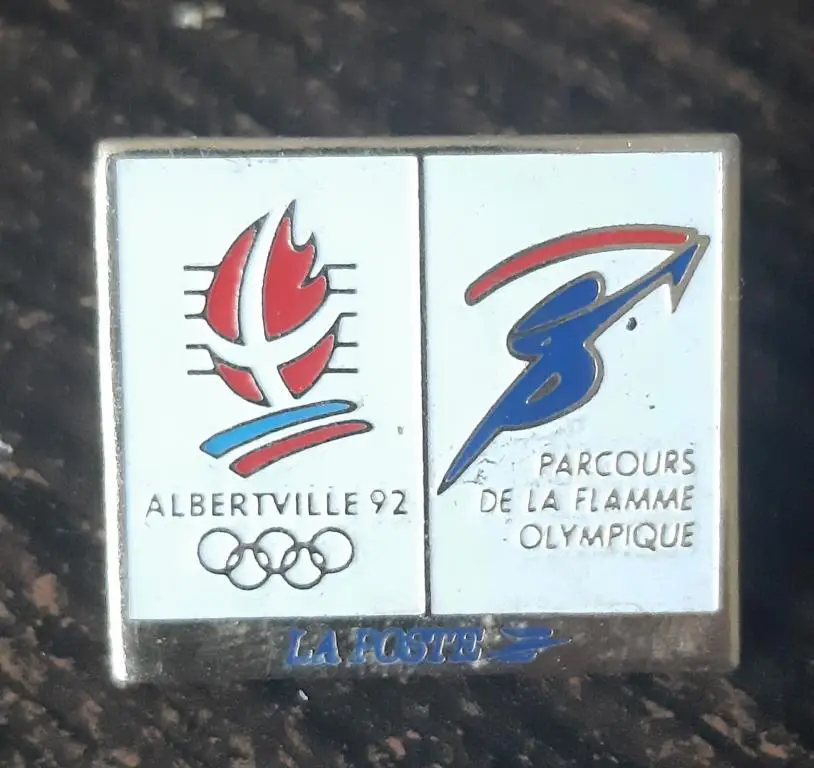 ALBERTVILLE 92
PARCOURS
DE LA FLAMME
OLYMPIQUE
LA POSTE